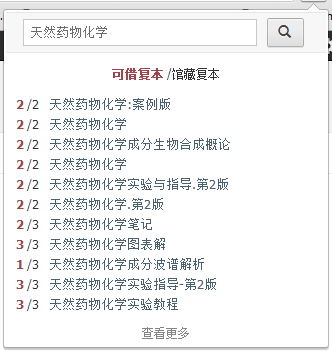 天然药物化学
可借复本 /馆藏复本
2 /2 天然药物化学:案例版
2 /2 天然药物化学
2 /2 天然药物化学成分生物合成概论
2 /2 天然药物化学
2 /2 天然药物化学实验与指导.第2版
2 /2 天然药物化学.第2版
2 /3 天然药物化学笔记
3 /3 天然药物化学图表解
1 /3 天然药物化学成分波谱解析
3 /3 天然药物化学实验指导-第2版
3 /3 天然药物化学实验教程
查看更多